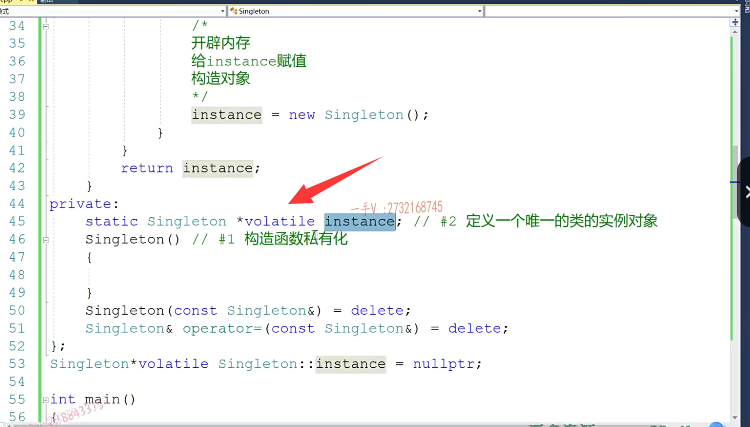 Singleton
34 /*
35 开辟内存
36 给instance赋值
37 构造对象
38 */
39 instance = new Singleton();
40 }
41 }
42 return instance;
43 }
44 private:
一手V :2732168745
45 static Singleton *volatile instance; // #2 定义一个唯一的类的实例对象
46 Singleton() // #1 构造函数私有化
47 {
48
49 }
50 Singleton(const Singleton&) = delete;
51 Singleton& operator=(const Singleton&) = delete;
52 };
53 Singleton*volatile Singleton::instance = nullptr;
54
55 int main()
56 {